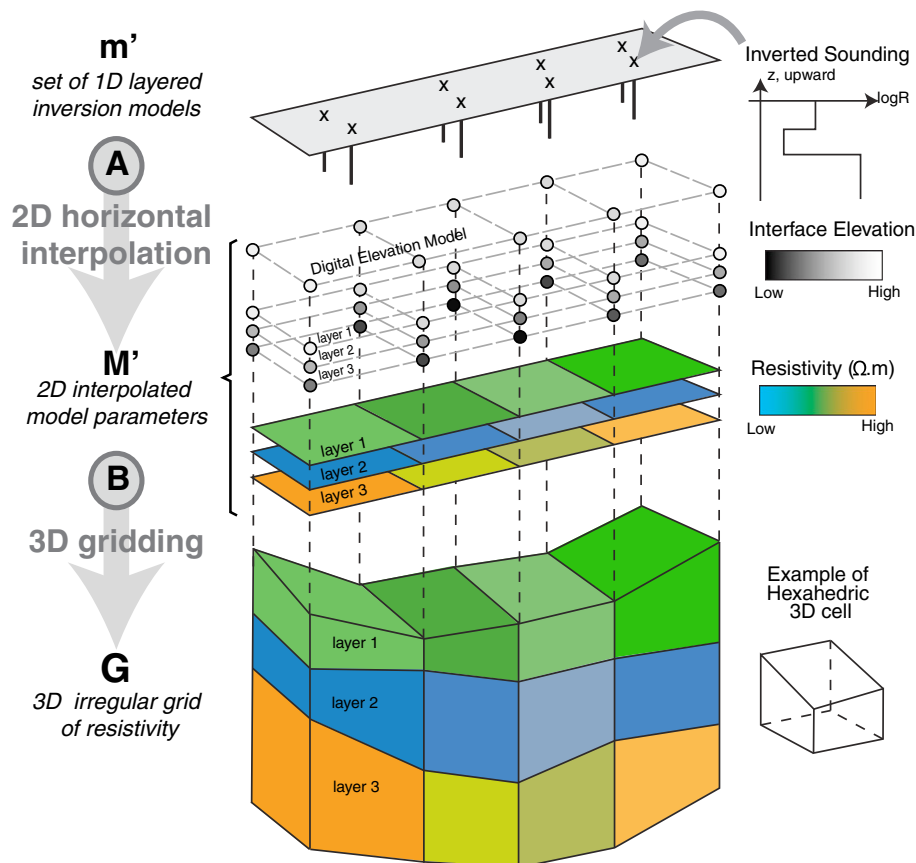 m’
set of 1D layered
inversion models
A
2D horizontal
interpolation
M’
2D interpolated
model parameters
B
3D gridding
G
3D irregular grid
of resistivity
x
x
x
x
x
x
x
x
Inverted Sounding
z, upward
logR
Digital Elevation Model
layer 1
layer 2
layer 3
Interface Elevation
Low
High
layer 1
layer 2
layer 3
Resistivity (Ω.m)
Low
High
layer 1
layer 2
layer 3
Example of
Hexahedric
3D cell